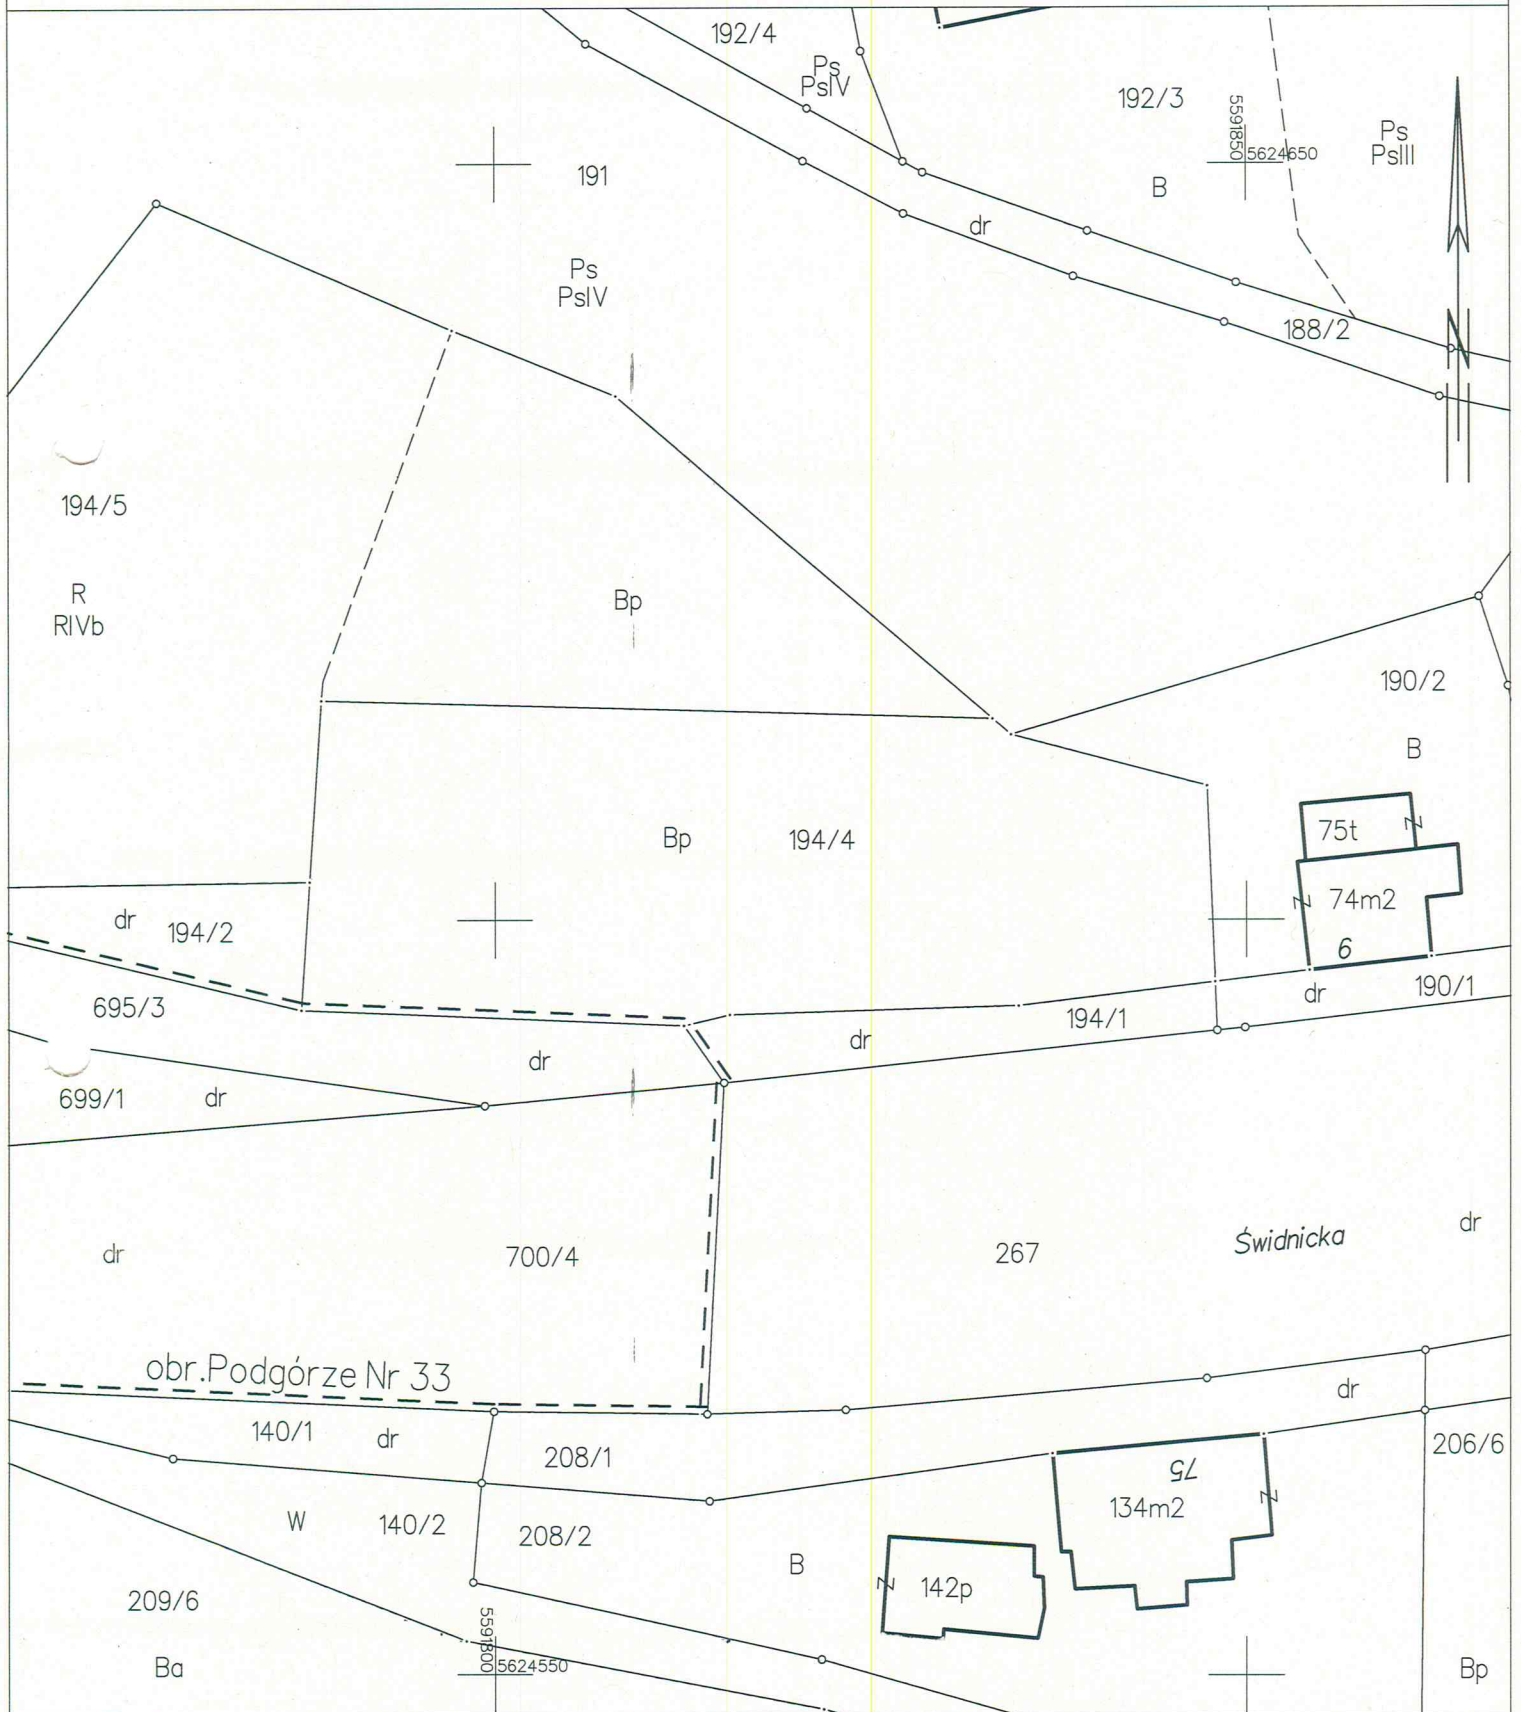 192/4
Ps
PsIV
192/3
5591850
5624650
Ps
PsIII
191
B
dr
Ps
PsIV
188/2
N
194/5
R
RIVb
Bp
190/2
B
75t
Bp
194/4
74m2
6
dr
194/2
695/3
dr
190/1
194/1
dr
dr
699/1
dr
dr
700/4
267
Świdnicka
dr
obr.Podgórze Nr 33
dr
140/1
dr
208/1
206/6
75
134m2
W
140/2
208/2
B
142p
209/6
5591800
5624550
Ba
Bp